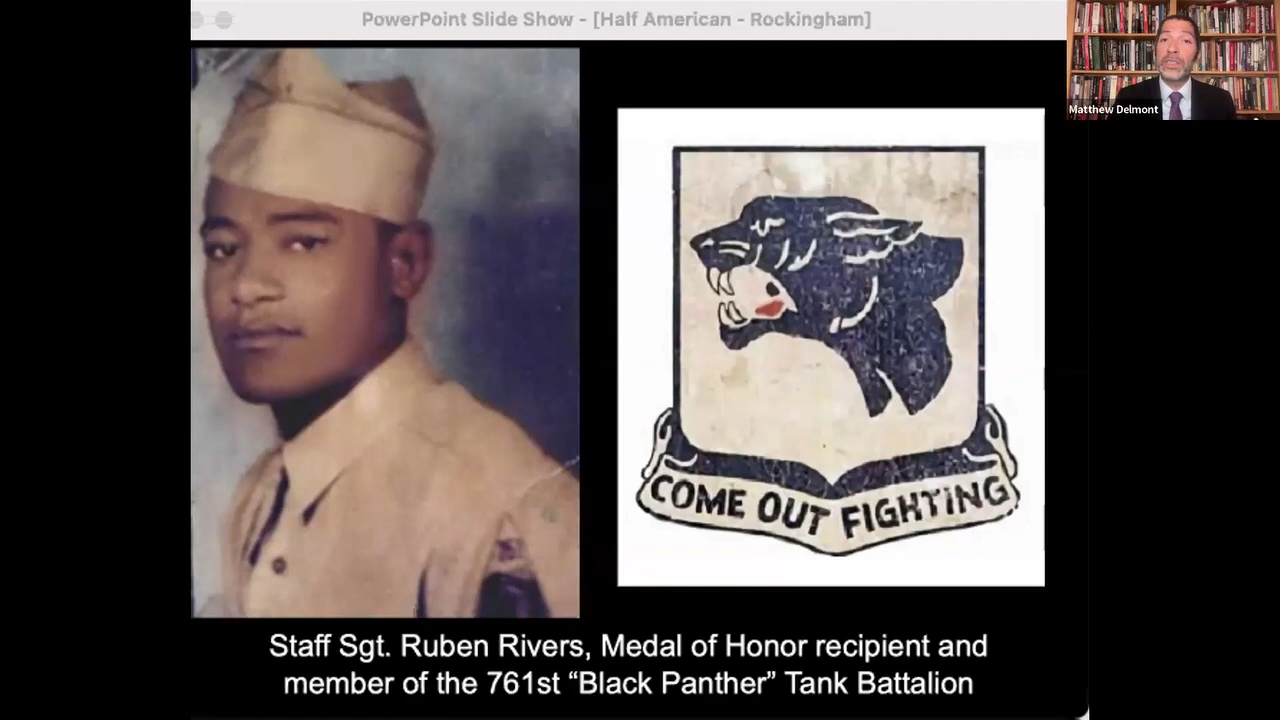 PowerPoint Slide Show - [Half American - Rockingham]
Matthew Delmont
COME OUT FIGHTING
Staff Sgt. Ruben Rivers, Medal of Honor recipient and
member of the 761st “Black Panther” Tank Battalion